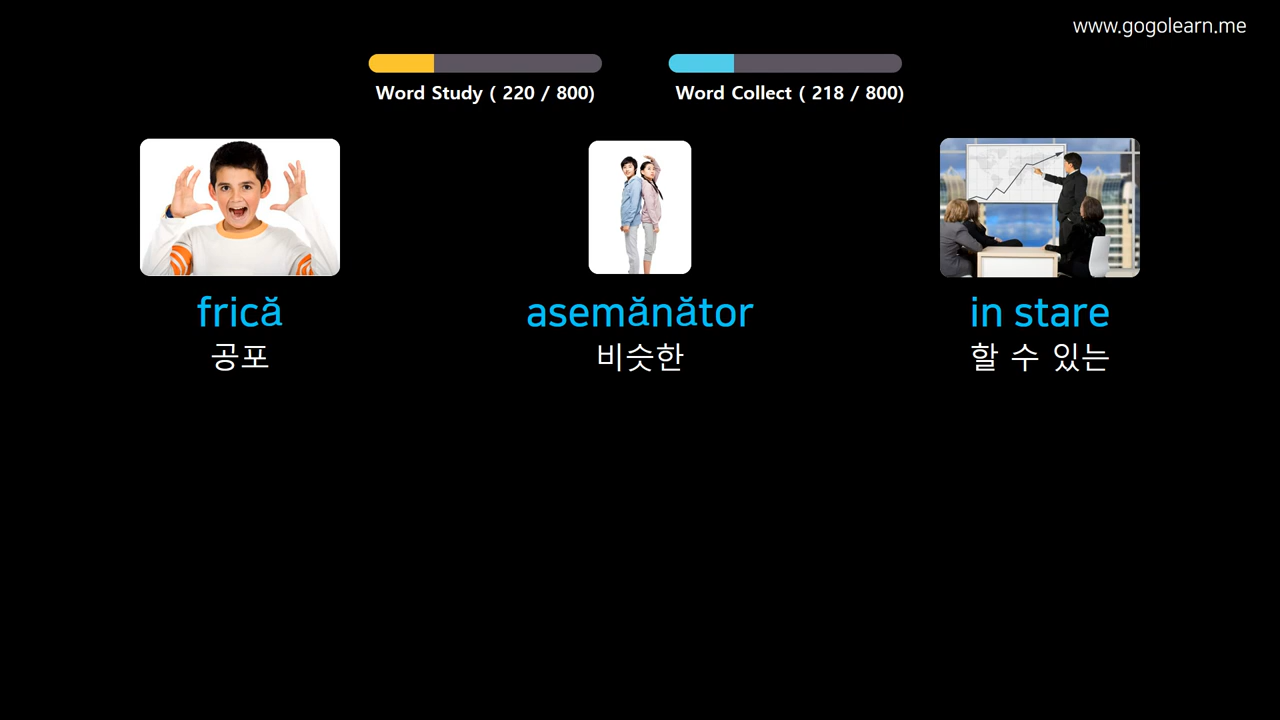 www.gogolearn.me
Word Study ( 220 / 800)
Word Collect ( 218 / 800)
frică
asemănător
in stare
공포
비슷한
할 수 있는